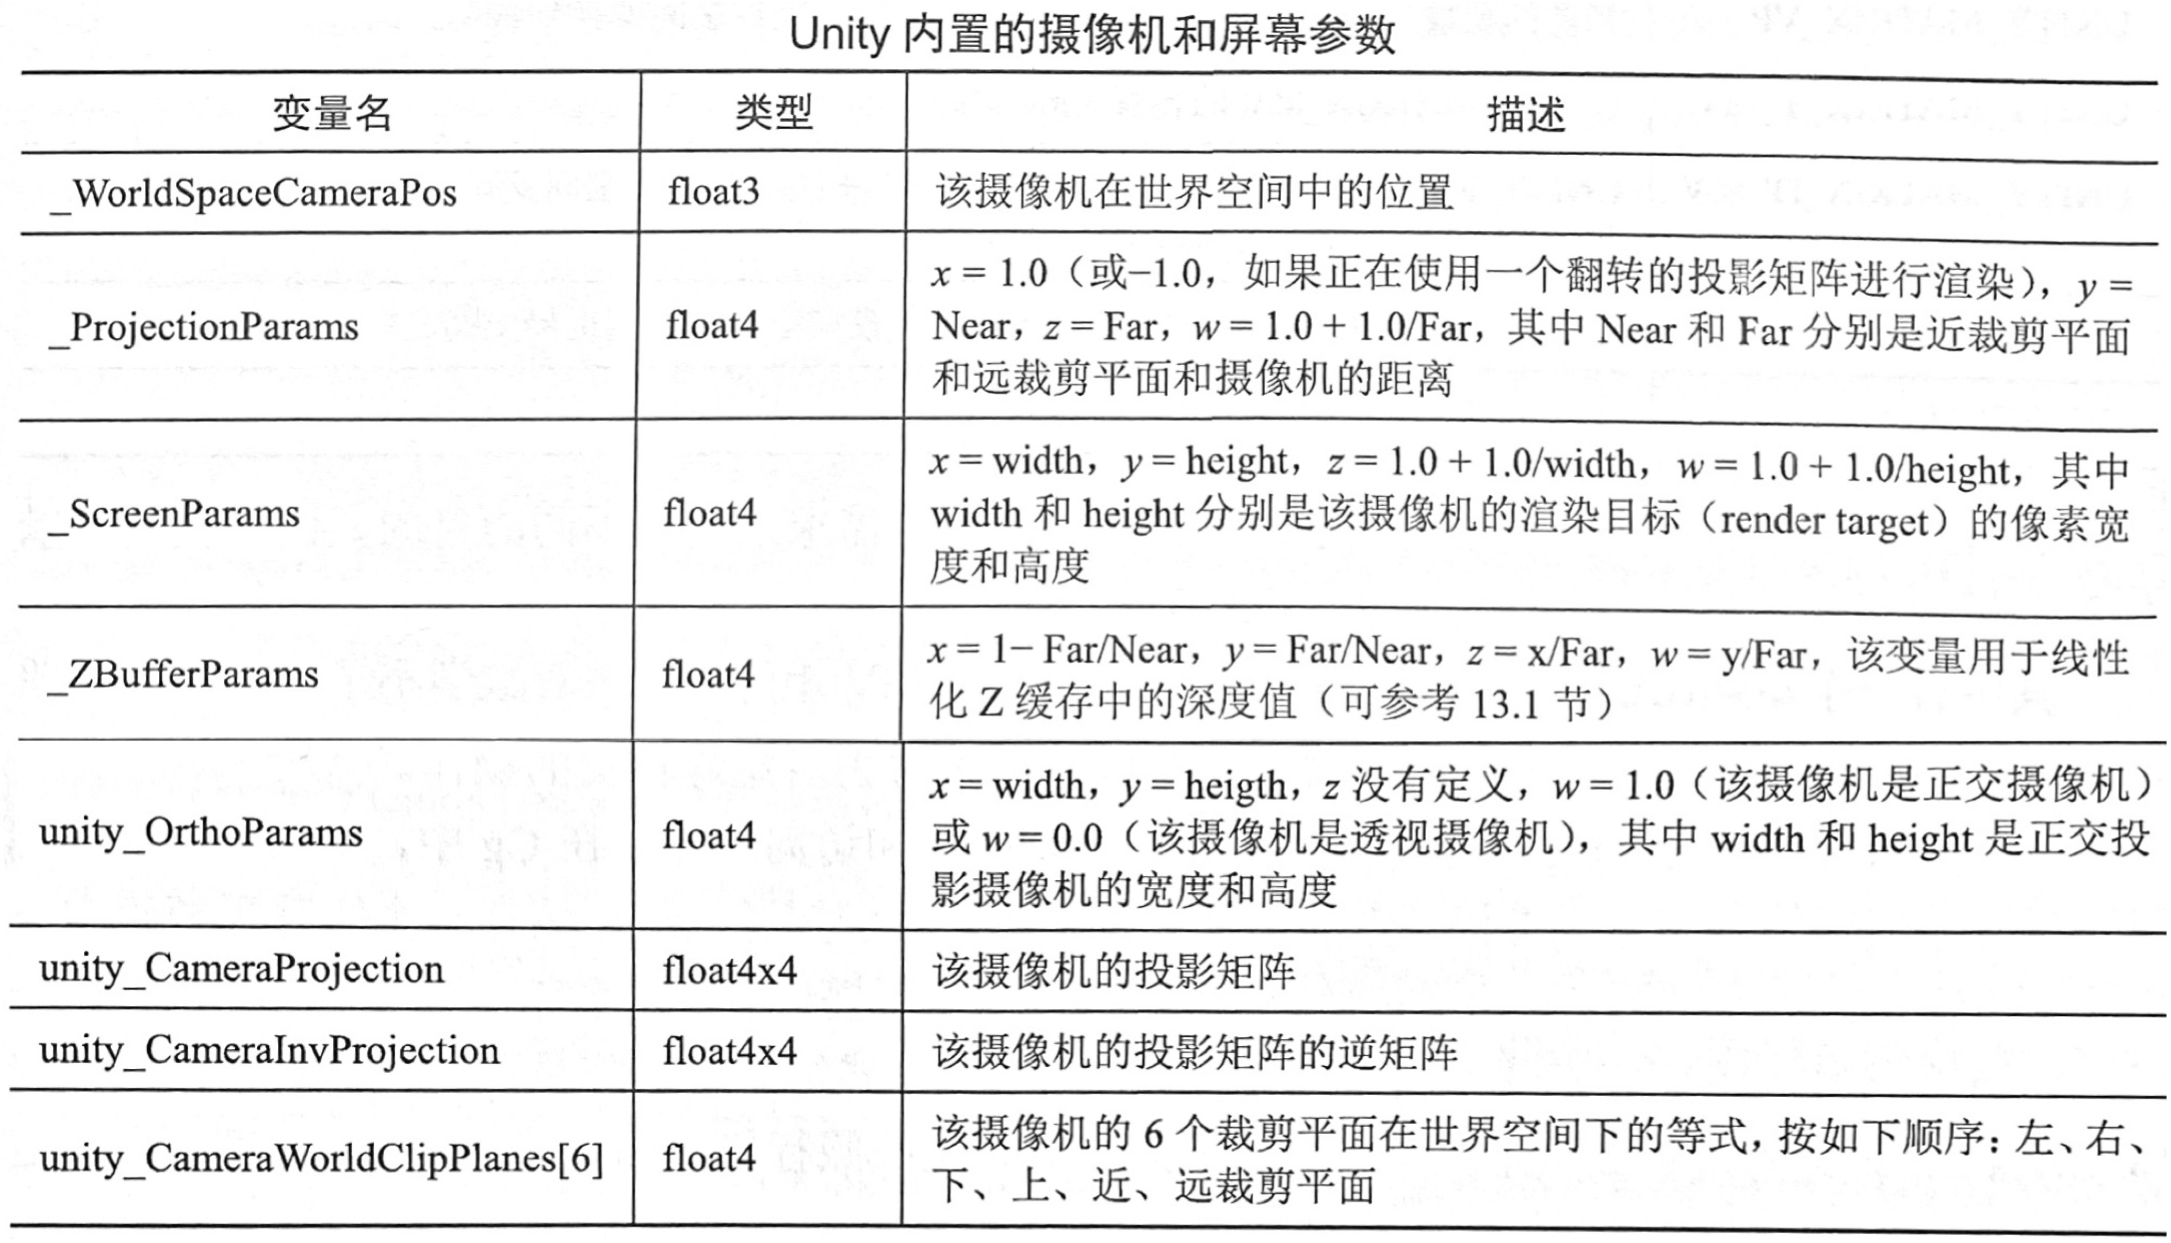 Unity 内置的摄像机和屏幕参数
变量名 类型 描述
_WorldSpaceCameraPos float3 该摄像机在世界空间中的位置
_ProjectionParams float4 x = 1.0（或−1.0，如果正在使用一个翻转的投影矩阵进行渲染），y =
Near，z = Far，w = 1.0 + 1.0/Far，其中 Near 和 Far 分别是近裁剪平面
和远裁剪平面和摄像机的距离
_ScreenParams float4 x = width，y = height，z = 1.0 + 1.0/width，w = 1.0 + 1.0/height，其中
width 和 height 分别是该摄像机的渲染目标（render target）的像素宽
度和高度
_ZBufferParams float4 x = 1− Far/Near，y = Far/Near，z = x/Far，w = y/Far，该变量用于线性
化 Z 缓存中的深度值（可参考 13.1 节）
unity_OrthoParams float4 x = width，y = heigth，z 没有定义，w = 1.0（该摄像机是正交摄像机）
或 w = 0.0（该摄像机是透视摄像机），其中 width 和 height 是正交投
影摄像机的宽度和高度
unity_CameraProjection float4x4 该摄像机的投影矩阵
unity_CameraInvProjection float4x4 该摄像机的投影矩阵的逆矩阵
unity_CameraWorldClipPlanes[6] float4 该摄像机的 6 个裁剪平面在世界空间下的等式，按如下顺序：左、右、
下、上、近、远裁剪平面